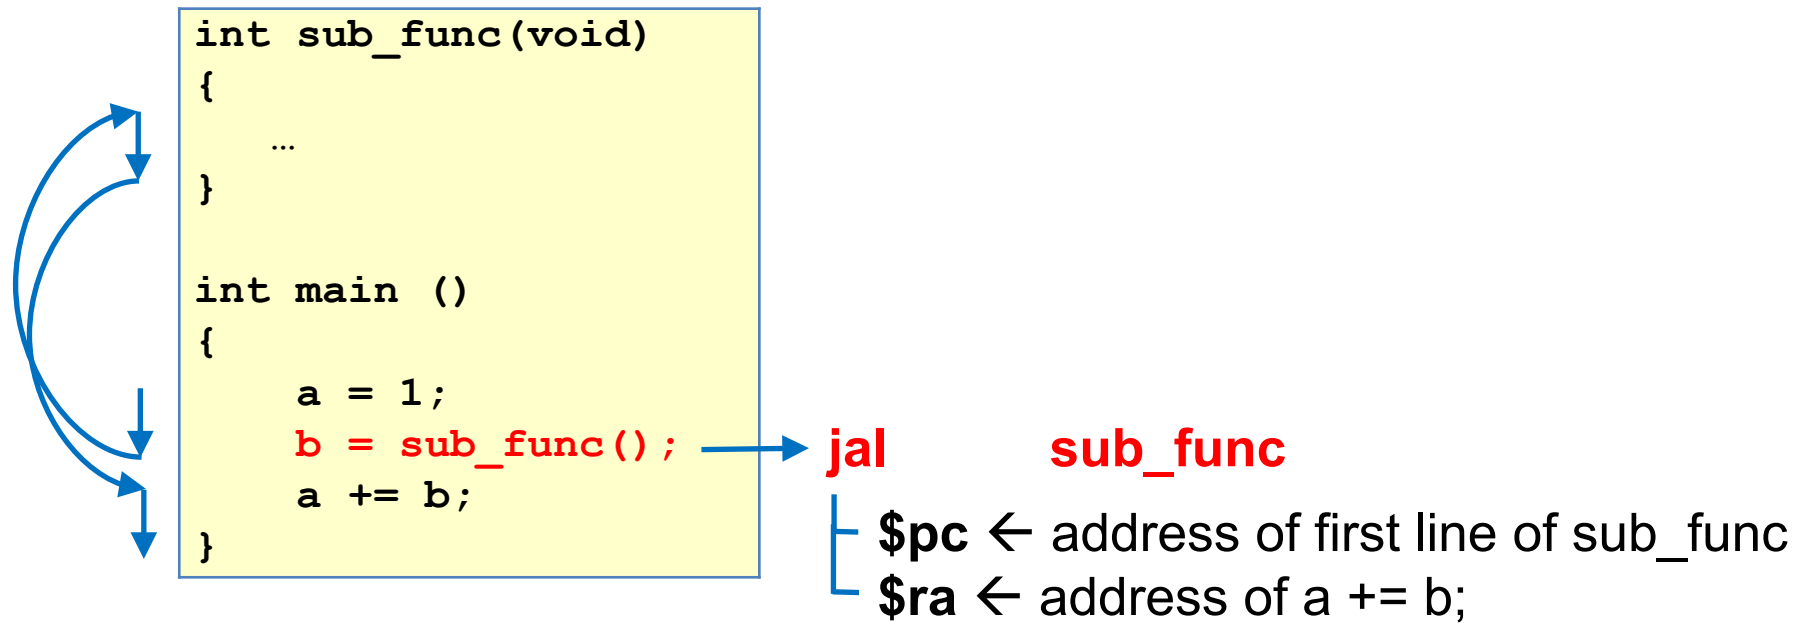 int sub_func(void)
{
…
}
int main ()
{
a = 1;
b = sub_func();
a += b;
}
jal sub_func
$pc ← address of first line of sub_func
$ra ← address of a += b;